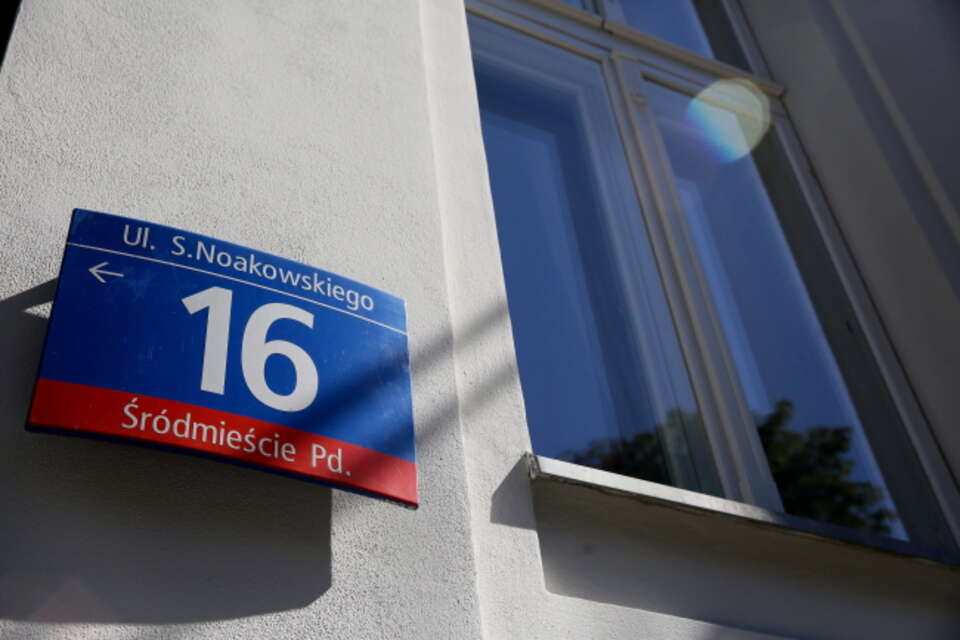 Ul. S.Noakowskiego
←
16
Śródmieście Pd.